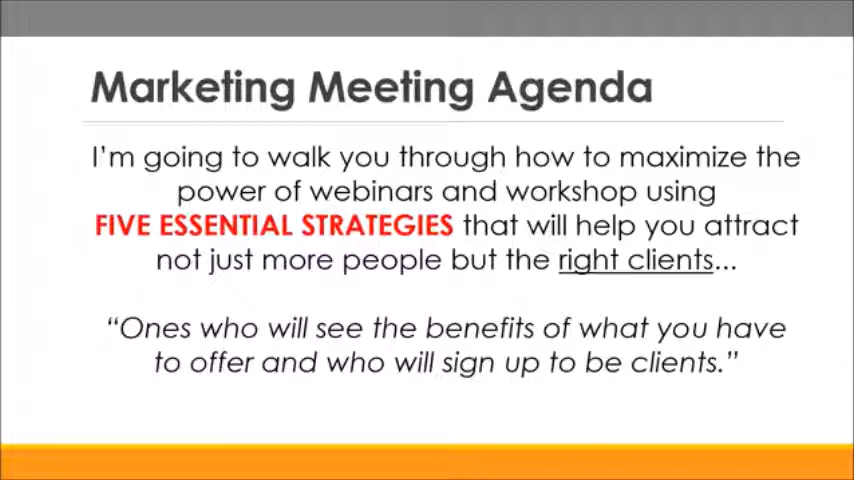 Marketing Meeting Agenda
I'm going to walk you through how to maximize the
power of webinars and workshop using
FIVE ESSENTIAL STRATEGIES that will help you attract
not just more people but the right clients...
“Ones who will see the benefits of what you have
to offer and who will sign up to be clients.”